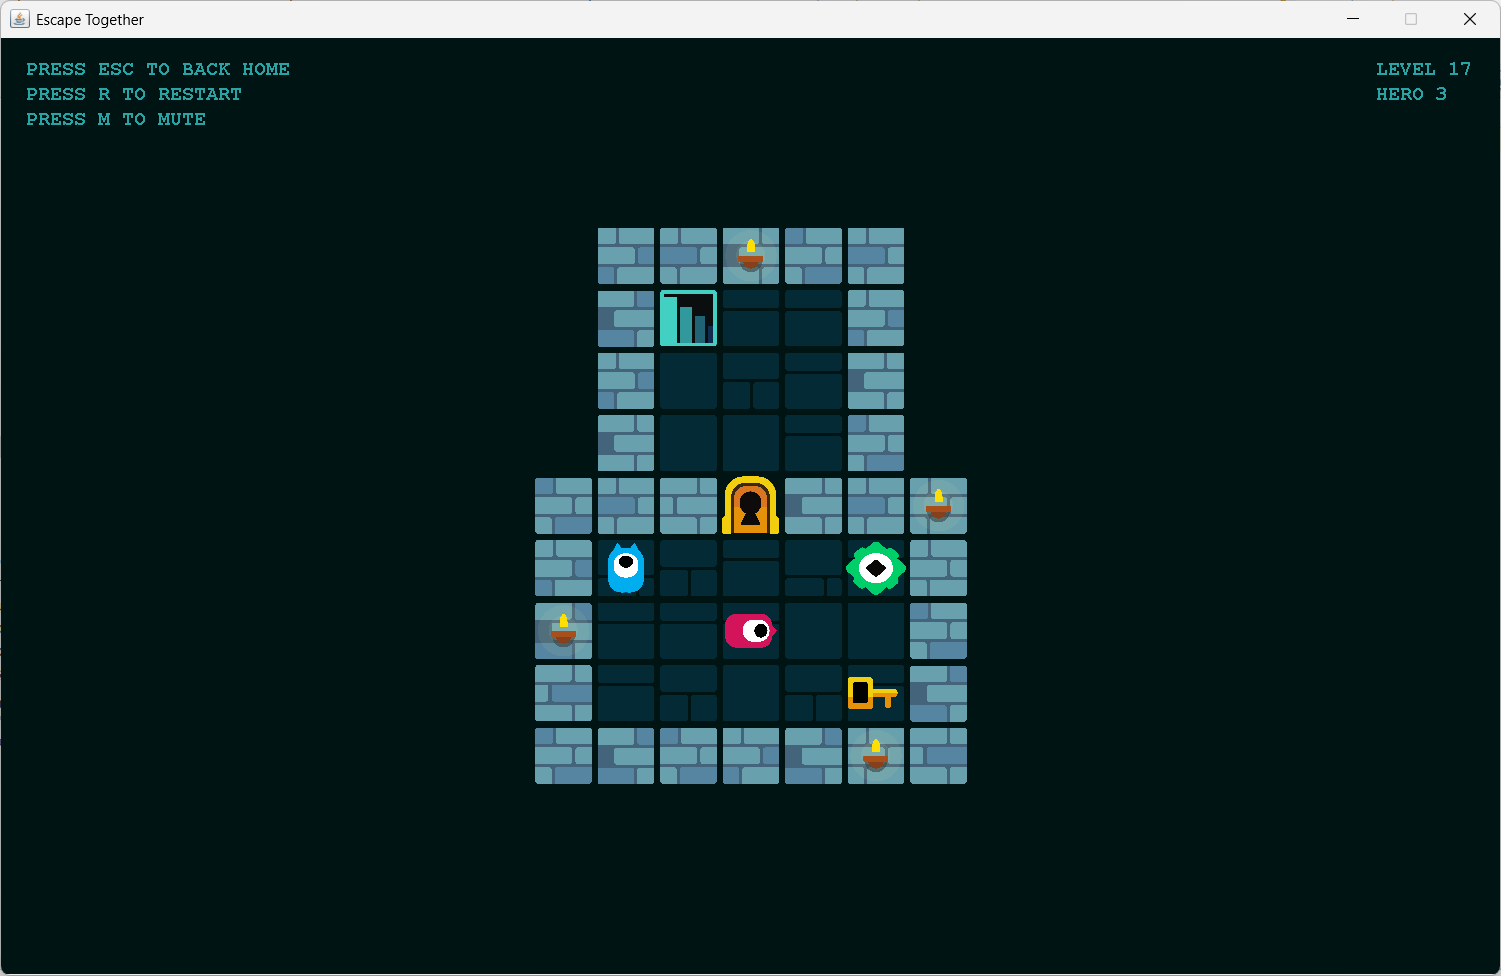 Escape Together
PRESS ESC TO BACK HOME
PRESS R TO RESTART
PRESS M TO MUTE
LEVEL 17
HERO 3